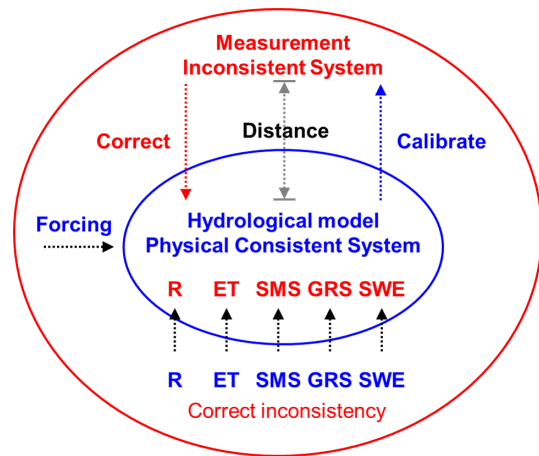 Measurement
Inconsistent System
Correct
Distance
Calibrate
Forcing
Hydrological model
Physical Consistent System
R ET SMS GRS SWE
R ET SMS GRS SWE
Correct inconsistency